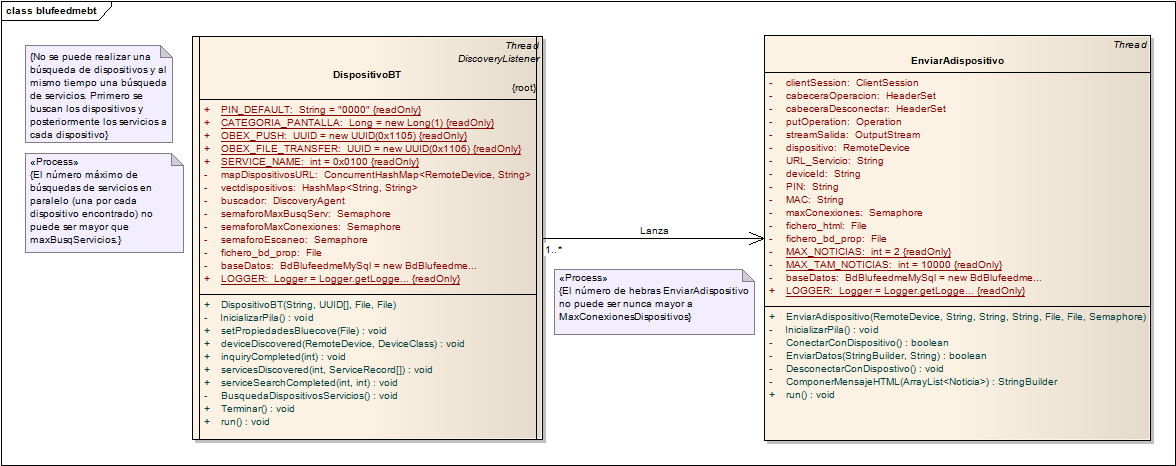 class blufeedmebt
{No se puede realizar una
búsqueda de dispositivos y al
mismo tiempo una búsqueda
de servicios. Prrimero se
buscan los dispositivos y
posteriormente los servicios a
cada dispositivo}
«Process»
{El número máximo de
búsquedas de servicios en
paralelo (una por cada
dispositivo encontrado) no
puede ser mayor que
maxBusqServicios.}
Thread
DiscoveryListener
DispositivoBT
{root}
+ PIN_DEFAULT: String = "0000" {readOnly}
+ CATEGORIA_PANTALLA: Long = new Long(1) {readOnly}
+ OBEX_PUSH: UUID = new UUID(0x1105) {readOnly}
+ OBEX_FILE_TRANSFER: UUID = new UUID(0x1106) {readOnly}
+ SERVICE_NAME: int = 0x0100 {readOnly}
- mapDispositivosURL: ConcurrentHashMap<RemoteDevice, String>
- vectdispositivos: HashMap<String, String>
- buscador: DiscoveryAgent
- semaforoMaxBusqServ: Semaphore
- semaforoMaxConexiones: Semaphore
- semaforoEscaneo: Semaphore
- fichero_bd_prop: File
- baseDatos: BdBlufeedmeMySql = new BdBlufeedme...
+ LOGGER: Logger = Logger.getLogge... {readOnly}
+ DispositivoBT(String, UUID[], File, File)
- InicializarPila() : void
+ setPropiedadesBluecove(File) : void
+ deviceDiscovered(RemoteDevice, DeviceClass) : void
+ inquiryCompleted(int) : void
+ servicesDiscovered(int, ServiceRecord[]) : void
+ serviceSearchCompleted(int, int) : void
- BusquedaDispositivosServicios() : void
+ Terminar() : void
+ run() : void
Lanza
1..*
«Process»
{El número de hebras EnviarAdispositivo
no puede ser nunca mayor a
MaxConexionesDispositivos}
Thread
EnviarAdispositivo
- clientSession: ClientSession
- cabeceraOperacion: HeaderSet
- cabeceraDesconectar: HeaderSet
- putOperation: Operation
- streamSalida: OutputStream
- dispositivo: RemoteDevice
- URL_Servicio: String
- deviceId: String
- PIN: String
- MAC: String
- maxConexiones: Semaphore
- fichero_html: File
- fichero_bd_prop: File
- MAX_NOTICIAS: int = 2 {readOnly}
- MAX_TAM_NOTICIAS: int = 10000 {readOnly}
- baseDatos: BdBlufeedmeMySql = new BdBlufeedme...
+ LOGGER: Logger = Logger.getLogge... {readOnly}
+ EnviarAdispositivo(RemoteDevice, String, String, String, File, File, Semaphore)
- InicializarPila() : void
- ConectarConDispositivo() : boolean
- EnviarDatos(StringBuilder, String) : boolean
- DesconectarConDispostivo() : void
- ComponerMensajeHTML(ArrayList<Noticia>) : StringBuilder
+ run() : void